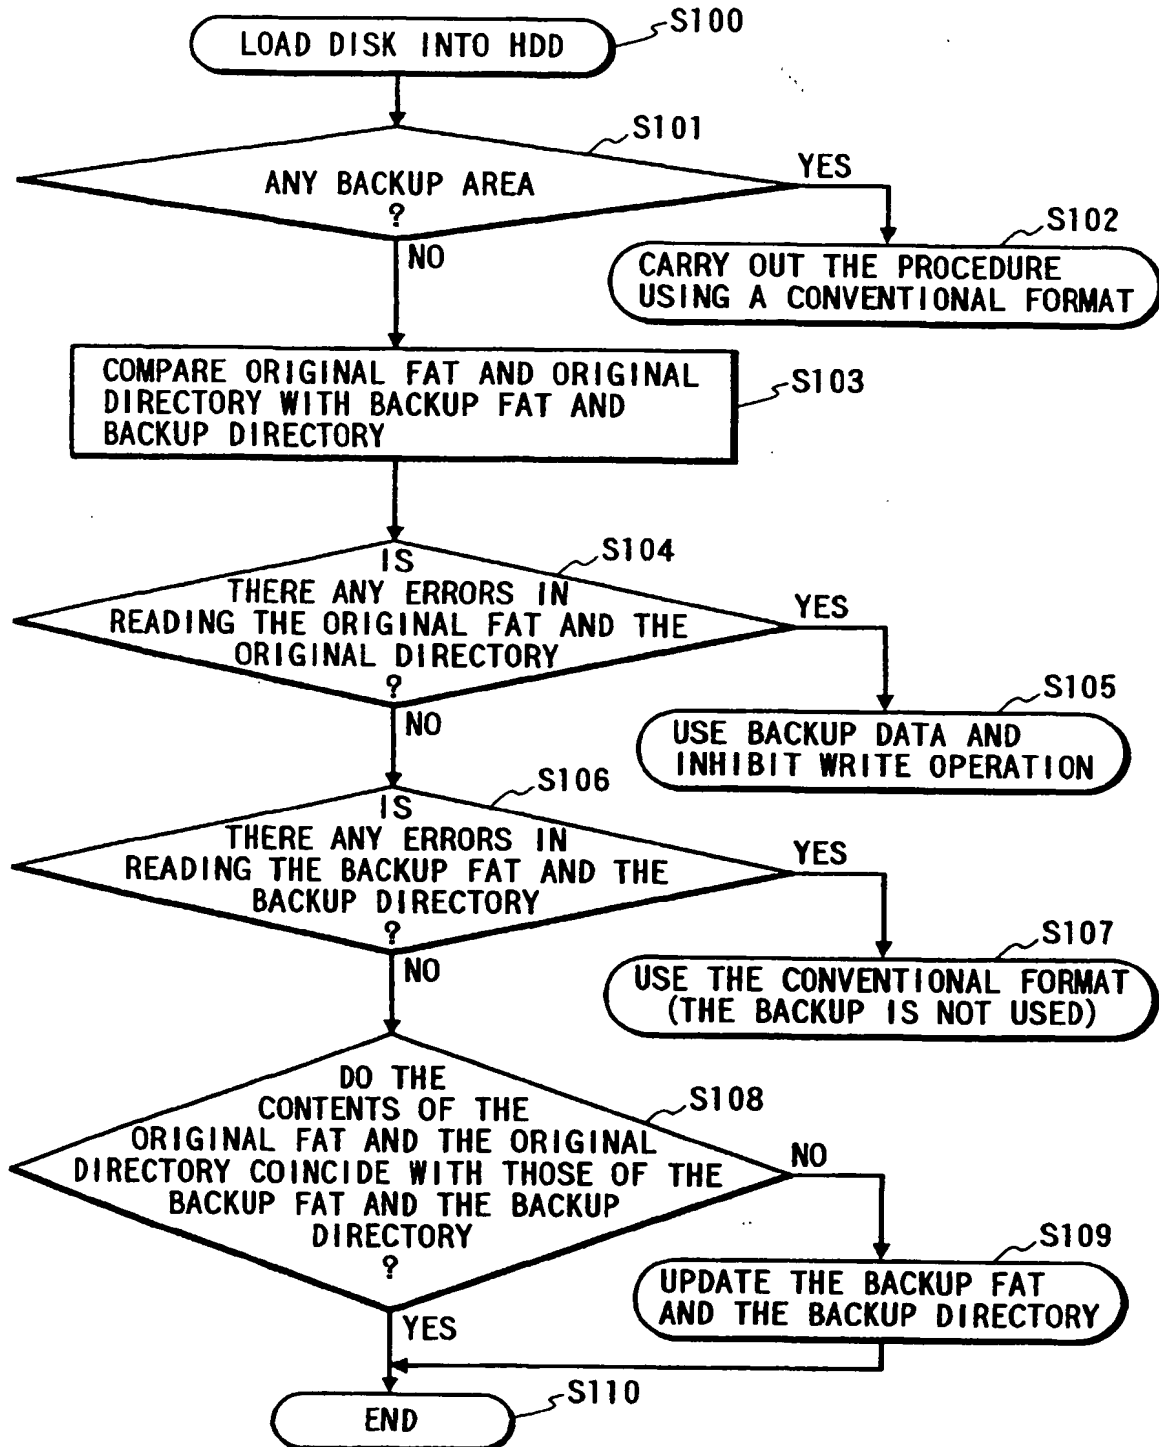 LOAD DISK INTO HDD
S100
S101
ANY BACKUP AREA
?
YES
NO
S102
CARRY OUT THE PROCEDURE
USING A CONVENTIONAL FORMAT
COMPARE ORIGINAL FAT AND ORIGINAL
DIRECTORY WITH BACKUP FAT AND
BACKUP DIRECTORY
S103
S104
IS
THERE ANY ERRORS IN
READING THE ORIGINAL FAT AND THE
ORIGINAL DIRECTORY
?
YES
NO
S105
USE BACKUP DATA AND
INHIBIT WRITE OPERATION
S106
IS
THERE ANY ERRORS IN
READING THE BACKUP FAT AND THE
BACKUP DIRECTORY
?
YES
NO
S107
USE THE CONVENTIONAL FORMAT
(THE BACKUP IS NOT USED)
S108
DO THE
CONTENTS OF THE
ORIGINAL FAT AND THE ORIGINAL
DIRECTORY COINCIDE WITH THOSE OF THE
BACKUP FAT AND THE BACKUP
DIRECTORY
?
NO
YES
S109
UPDATE THE BACKUP FAT
AND THE BACKUP DIRECTORY
S110
END